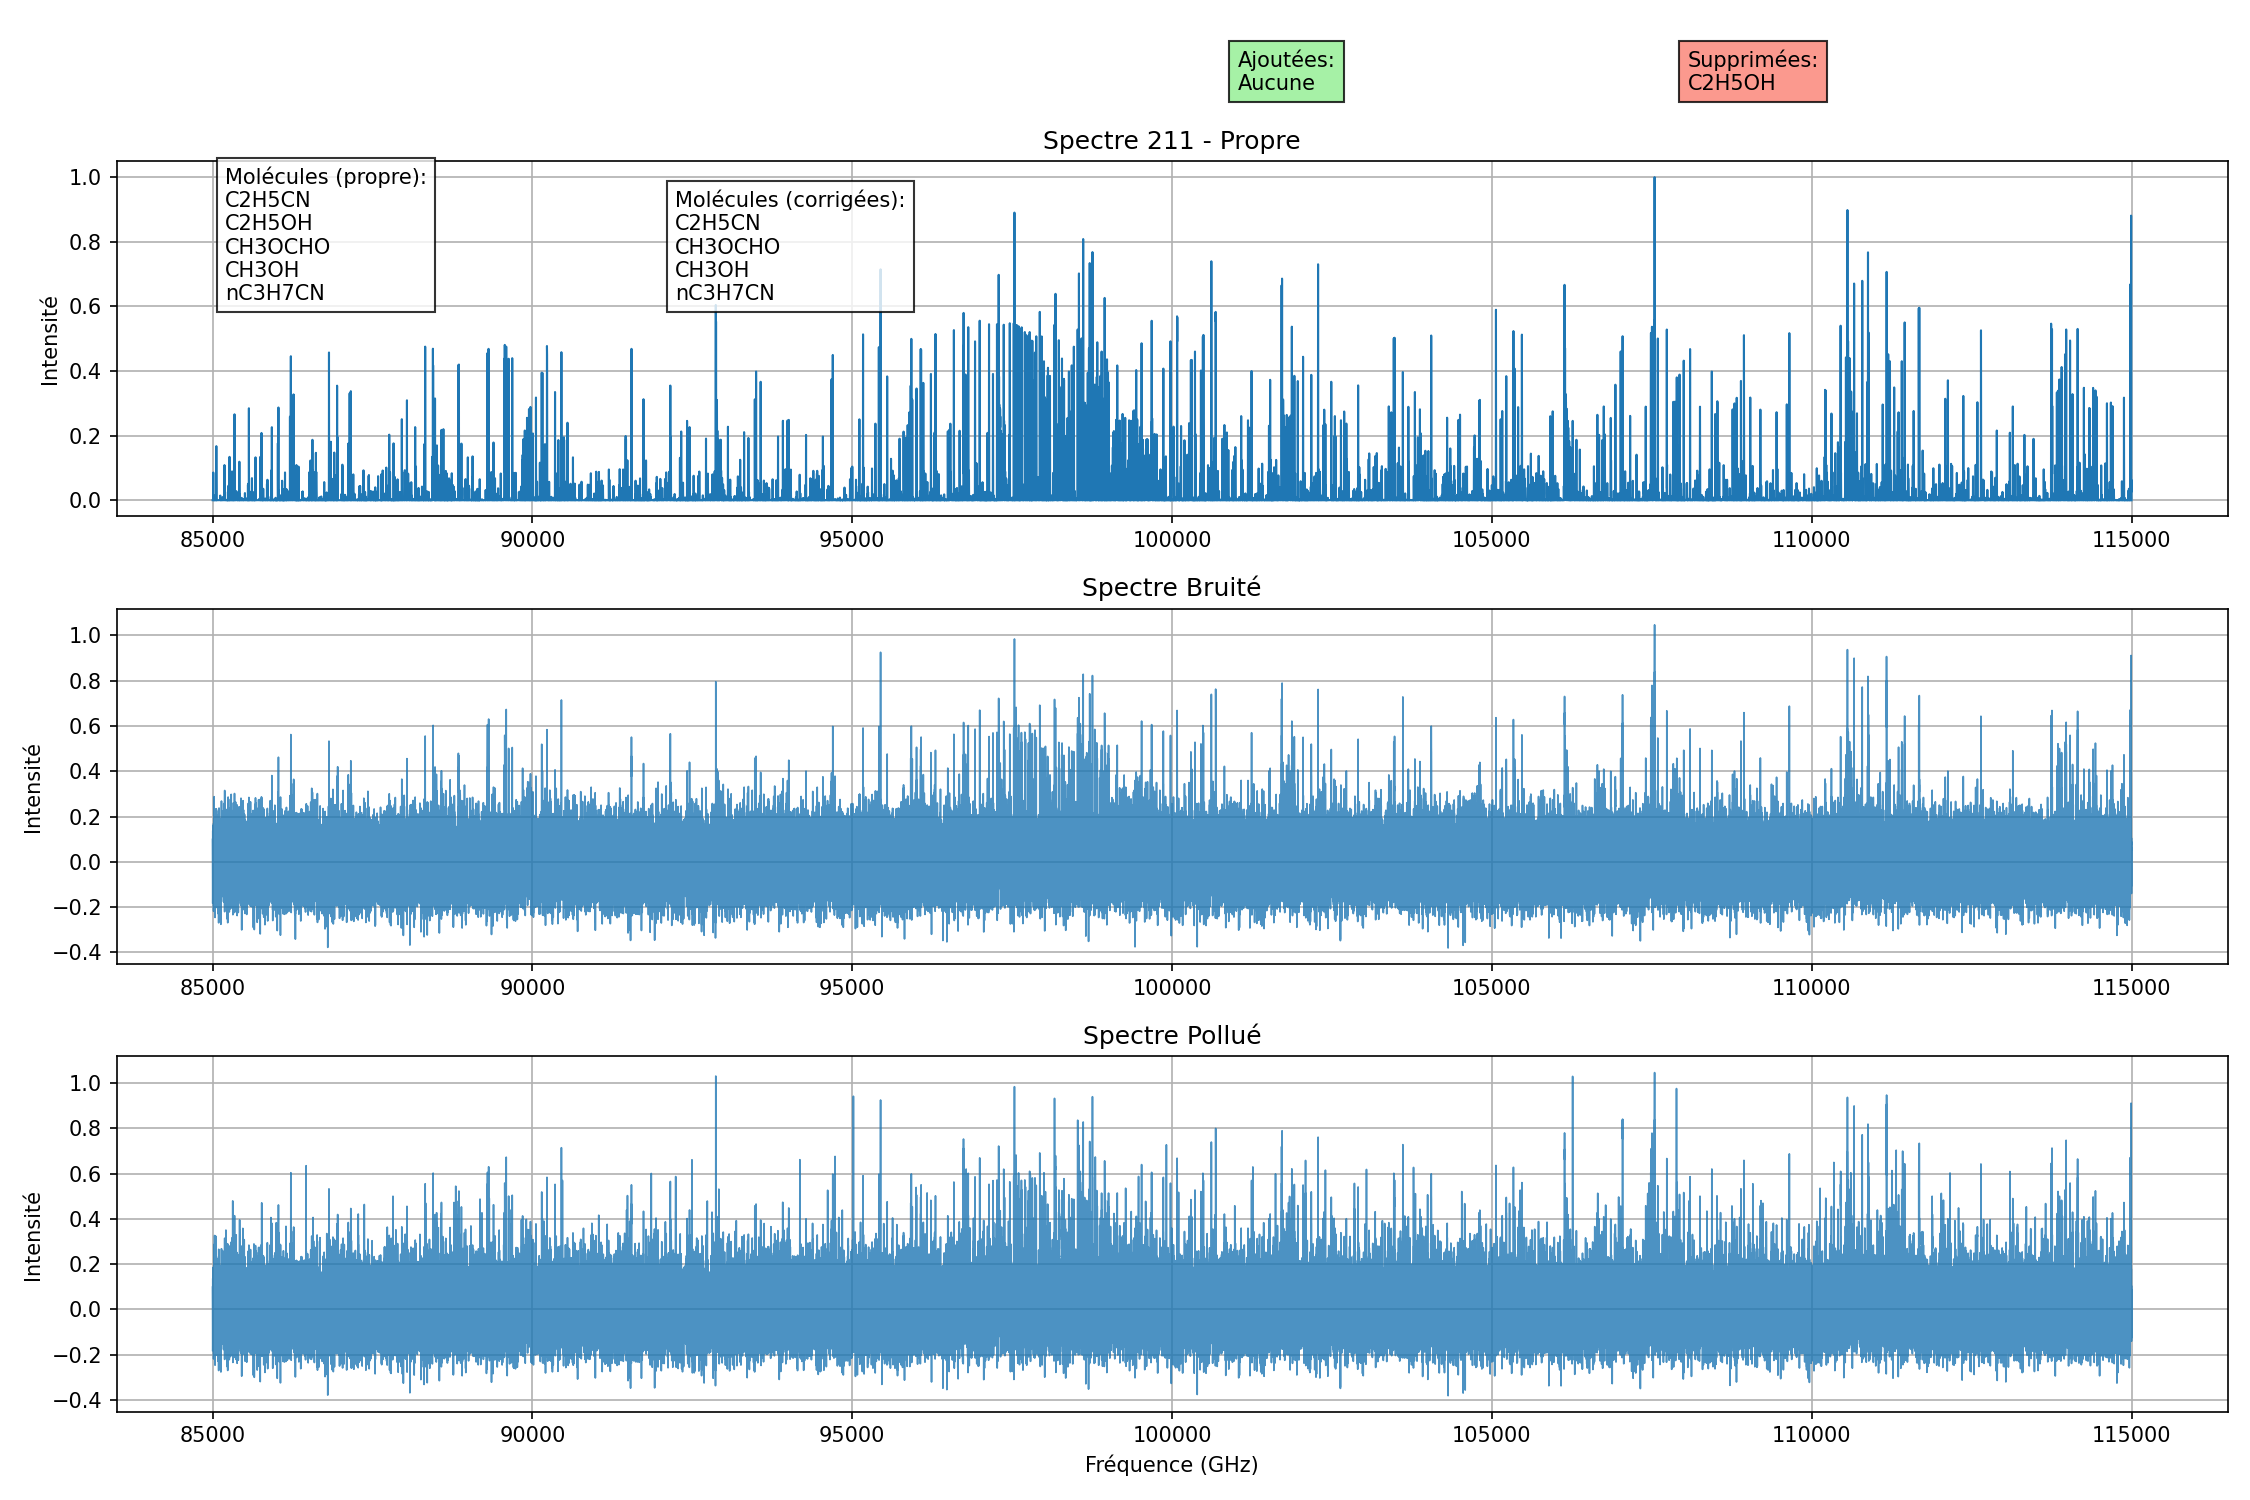 Ajoutées:
Aucune
Supprimées:
C2H5OH
Spectre 211 - Propre
Molécules (propre):
C2H5CN
C2H5OH
CH3OCHO
CH3OH
nC3H7CN
Molécules (corrigées):
C2H5CN
CH3OCHO
CH3OH
nC3H7CN
Intensité
1.0
0.8
0.6
0.4
0.2
0.0
85000 90000 95000 100000 105000 110000 115000
Spectre Bruité
Intensité
1.0
0.8
0.6
0.4
0.2
0.0
−0.2
−0.4
85000 90000 95000 100000 105000 110000 115000
Spectre Pollué
Intensité
1.0
0.8
0.6
0.4
0.2
0.0
−0.2
−0.4
85000 90000 95000 100000 105000 110000 115000
Fréquence (GHz)